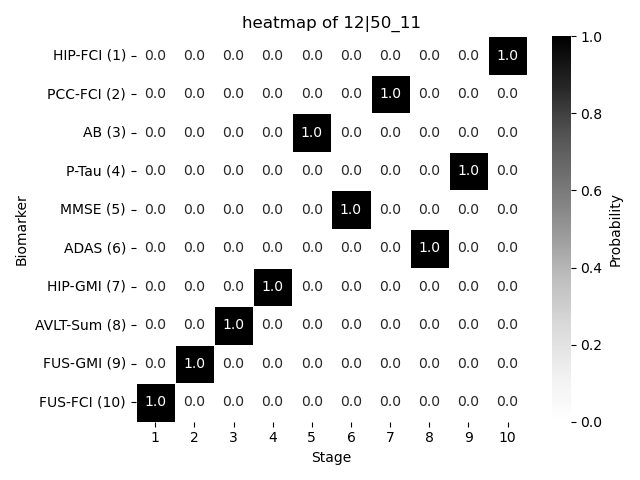 heatmap of 12|50_11
HIP-FCI (1) 0.0 0.0 0.0 0.0 0.0 0.0 0.0 0.0 0.0 1.0
PCC-FCI (2) 0.0 0.0 0.0 0.0 0.0 0.0 1.0 0.0 0.0 0.0
AB (3) 0.0 0.0 0.0 0.0 1.0 0.0 0.0 0.0 0.0 0.0
P-Tau (4) 0.0 0.0 0.0 0.0 0.0 0.0 0.0 0.0 1.0 0.0
MMSE (5) 0.0 0.0 0.0 0.0 0.0 1.0 0.0 0.0 0.0 0.0
ADAS (6) 0.0 0.0 0.0 0.0 0.0 0.0 0.0 1.0 0.0 0.0
HIP-GMI (7) 0.0 0.0 0.0 1.0 0.0 0.0 0.0 0.0 0.0 0.0
AVLT-Sum (8) 0.0 0.0 1.0 0.0 0.0 0.0 0.0 0.0 0.0 0.0
FUS-GMI (9) 0.0 1.0 0.0 0.0 0.0 0.0 0.0 0.0 0.0 0.0
FUS-FCI (10) 1.0 0.0 0.0 0.0 0.0 0.0 0.0 0.0 0.0 0.0
1 2 3 4 5 6 7 8 9 10
Stage
Biomarker
1.0
0.8
0.6
0.4
0.2
0.0
Probability